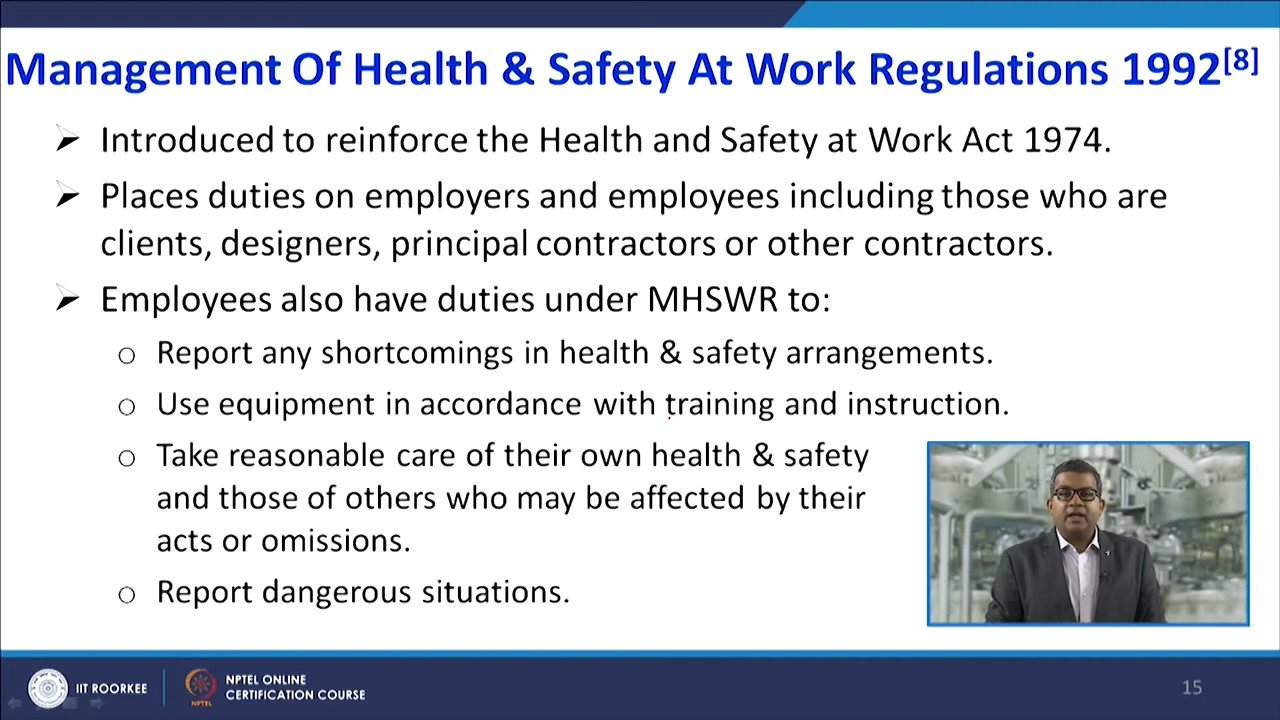 Management Of Health & Safety At Work Regulations 1992[8]
➢ Introduced to reinforce the Health and Safety at Work Act 1974.
➢ Places duties on employers and employees including those who are
clients, designers, principal contractors or other contractors.
➢ Employees also have duties under MHSWR to:
o Report any shortcomings in health & safety arrangements.
o Use equipment in accordance with training and instruction.
o Take reasonable care of their own health & safety
and those of others who may be affected by their
acts or omissions.
o Report dangerous situations.
IIT ROORKEE
NPTEL
NPTEL ONLINE
CERTIFICATION COURSE
15